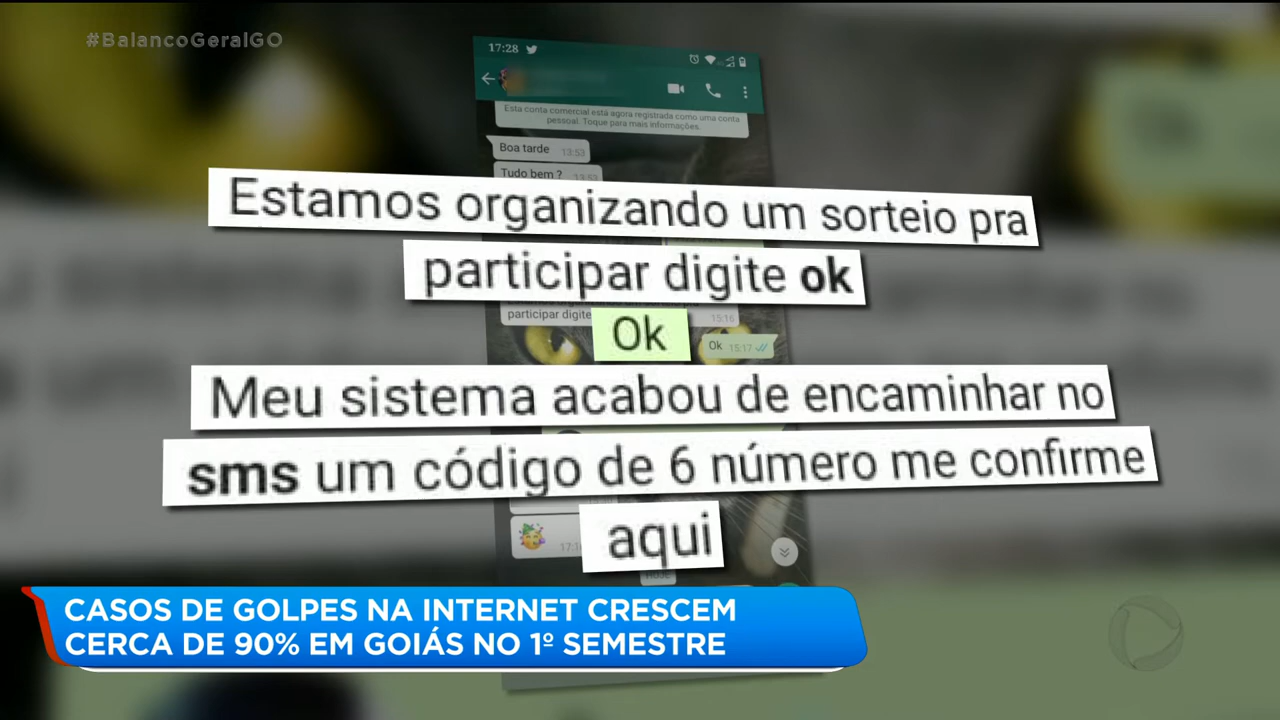 #BalancoGeralGO
17:28
Esta conta comercial está agora registrada como uma conta
pessoal. Toque para mais informações.
Boa tarde 13:53
Tudo bem ? 13:53
Estamos organizando um sorteio pra
participar digite ok
participar digite 15:16
Ok
Ok 15:17
Meu sistema acabou de encaminhar no
sms um código de 6 número me confirme
aqui
HOJE
CASOS DE GOLPES NA INTERNET CRESCEM
CERCA DE 90% EM GOIÁS NO 1º SEMESTRE